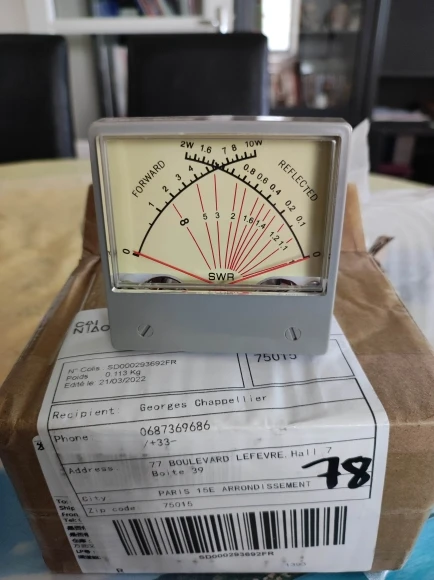 2W 1.6 7 8 10W
FORWARD
REFLECTED
0 1 2 3 4
0.8 0.6 0.4 0.2 0.1 0
∞ 5 3 2 1.6 1.4 1.2 1.1
SWR
N° Colis : SD000293692FR
Poids 0.113 Kg
Edité le 21/03/2022
75015
Recipient: Georges Chappellier
Phone 0687369686
/+33-
Address 77 BOULEVARD LEFEVRE, Hall 7
Boite 39
78
City PARIS 15E ARRONDISSEMENT
Zip code 75015
SD000293692FR